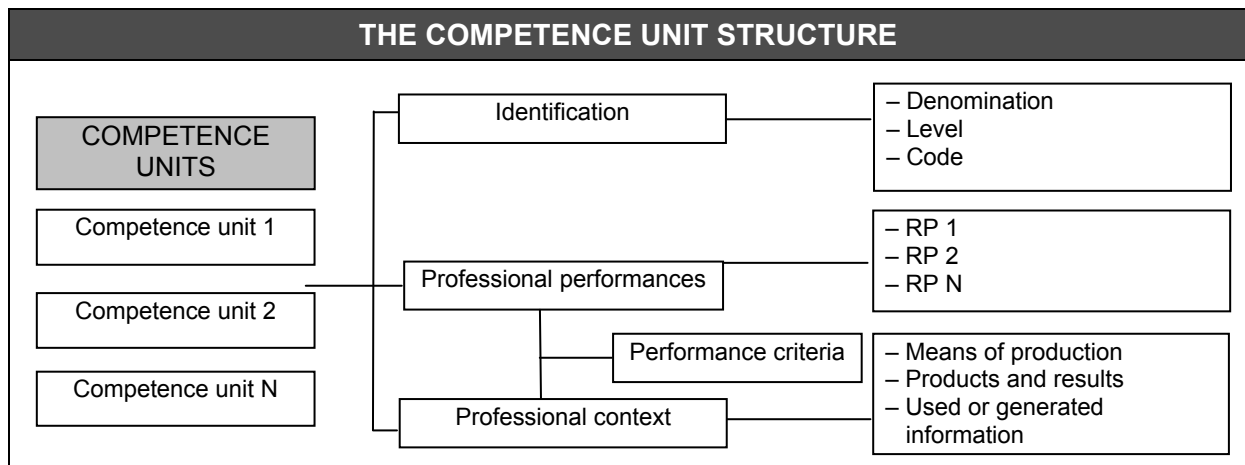 THE COMPETENCE UNIT STRUCTURE
COMPETENCE
UNITS
Competence unit 1
Competence unit 2
Competence unit N
Identification
– Denomination
– Level
– Code
Professional performances
– RP 1
– RP 2
– RP N
Performance criteria
Professional context
– Means of production
– Products and results
– Used or generated
information